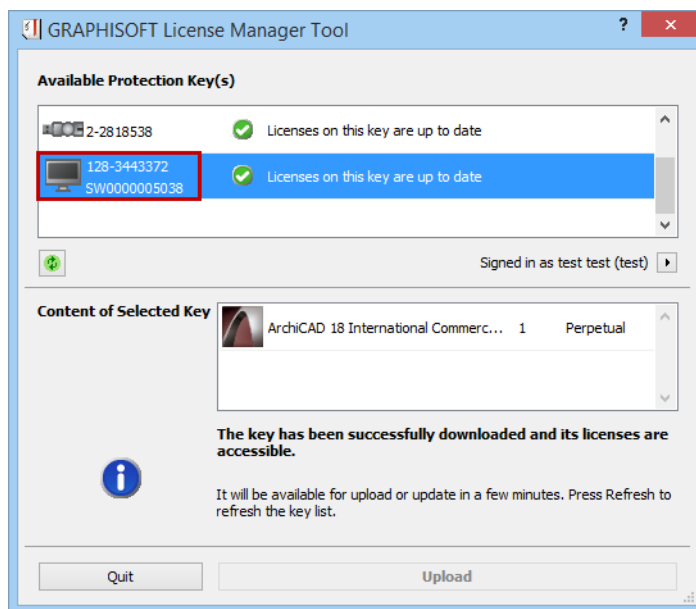 GRAPHISOFT License Manager Tool
?
×
Available Protection Key(s)
2-2818538 Licenses on this key are up to date
128-3443372
SW0000005038 Licenses on this key are up to date
Signed in as test test (test)
Content of Selected Key
ArchiCAD 18 International Commerc... 1 Perpetual
The key has been successfully downloaded and its licenses are
accessible.
It will be available for upload or update in a few minutes. Press Refresh to
refresh the key list.
Quit
Upload